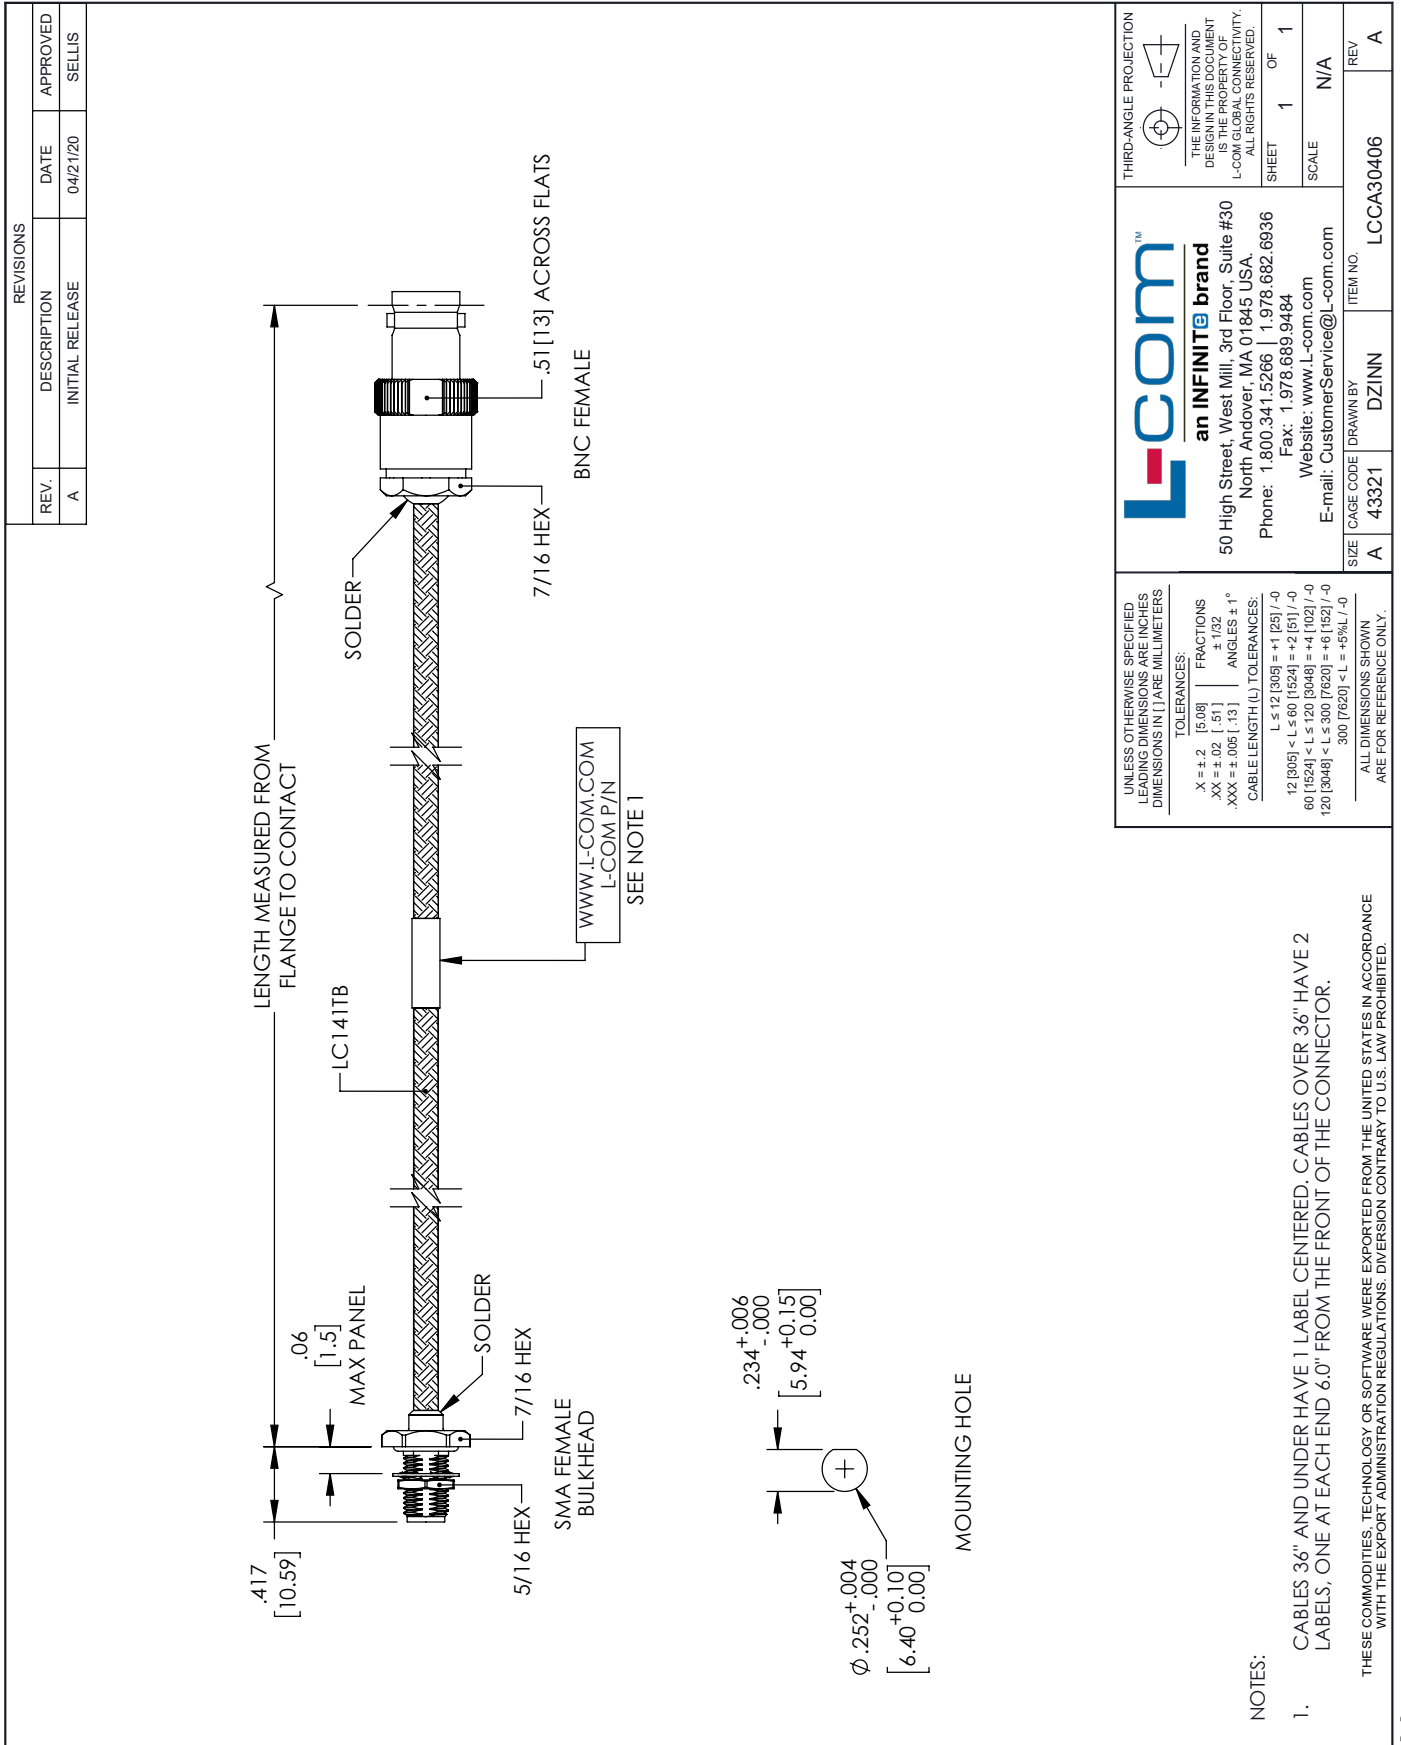 REVISIONS
REV. DESCRIPTION DATE APPROVED
A INITIAL RELEASE 04/21/20 SELLIS
LENGTH MEASURED FROM
FLANGE TO CONTACT
.417
[10.59]
.06
[1.5]
MAX PANEL
LC141TB
SOLDER
SOLDER
7/16 HEX
5/16 HEX
SMA FEMALE
BULKHEAD
WWW.L-COM.COM
L-COM P/N
SEE NOTE 1
7/16 HEX
.51 [13] ACROSS FLATS
BNC FEMALE
.234 +.006
-.000
[5.94 +0.15
0.00]
Ø .252 +.004
-.000
[6.40 +0.10
0.00]
MOUNTING HOLE
NOTES:
1. CABLES 36" AND UNDER HAVE 1 LABEL CENTERED. CABLES OVER 36" HAVE 2
LABELS, ONE AT EACH END 6.0" FROM THE FRONT OF THE CONNECTOR.
THESE COMMODITIES, TECHNOLOGY OR SOFTWARE WERE EXPORTED FROM THE UNITED STATES IN ACCORDANCE
WITH THE EXPORT ADMINISTRATION REGULATIONS. DIVERSION CONTRARY TO U.S. LAW PROHIBITED.
UNLESS OTHERWISE SPECIFIED
LEADING DIMENSIONS ARE INCHES
DIMENSIONS IN [ ] ARE MILLIMETERS
TOLERANCES:
.X = ± .2 [5.08] FRACTIONS
.XX = ± .02 [ .51 ] ± 1/32
.XXX = ± .005 [ .13 ] ANGLES ± 1°
CABLE LENGTH (L) TOLERANCES:
L ≤ 12 [305] = +1 [25] / -0
12 [305] < L ≤ 60 [1524] = +2 [51] / -0
60 [1524] < L ≤ 120 [3048] = +4 [102] / -0
120 [3048] < L ≤ 300 [7620] = +6 [152] / -0
300 [7620] < L = +5%L / -0
ALL DIMENSIONS SHOWN
ARE FOR REFERENCE ONLY.
L-com™
an INFINITe brand
50 High Street, West Mill, 3rd Floor, Suite #30
North Andover, MA 01845 USA.
Phone: 1.800.341.5266 | 1.978.682.6936
Fax: 1.978.689.9484
Website: www.L-com.com
E-mail: CustomerService@L-com.com
THIRD-ANGLE PROJECTION
THE INFORMATION AND
DESIGN IN THIS DOCUMENT
IS THE PROPERTY OF
L-COM GLOBAL CONNECTIVITY.
ALL RIGHTS RESERVED.
SHEET 1 OF 1
SCALE N/A
SIZE A
CAGE CODE 43321
DRAWN BY DZINN
ITEM NO. LCCA30406
REV A